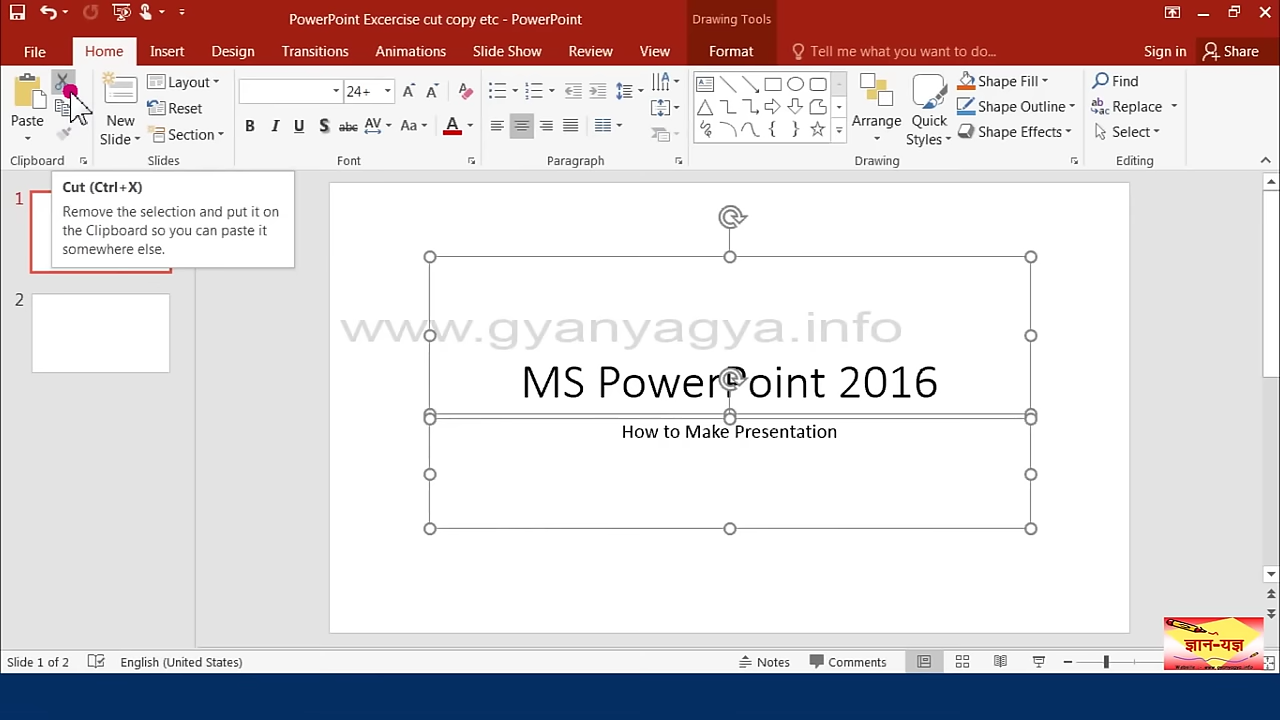 PowerPoint Excercise cut copy etc - PowerPoint
Drawing Tools
File Home Insert Design Transitions Animations Slide Show Review View Format Tell me what you want to do... Sign in Share
Paste
New Slide
Layout
Reset
Section
24+
B I U S abc AV Aa A
Arrange
Quick Styles
Shape Fill
Shape Outline
Shape Effects
Find
Replace
Select
Clipboard Slides Font Paragraph Drawing Editing
Cut (Ctrl+X)
Remove the selection and put it on
the Clipboard so you can paste it
somewhere else.
1
2
www.gyanyagya.info
MS PowerPoint 2016
How to Make Presentation
ज्ञान-यज्ञ
Slide 1 of 2 English (United States) Notes Comments